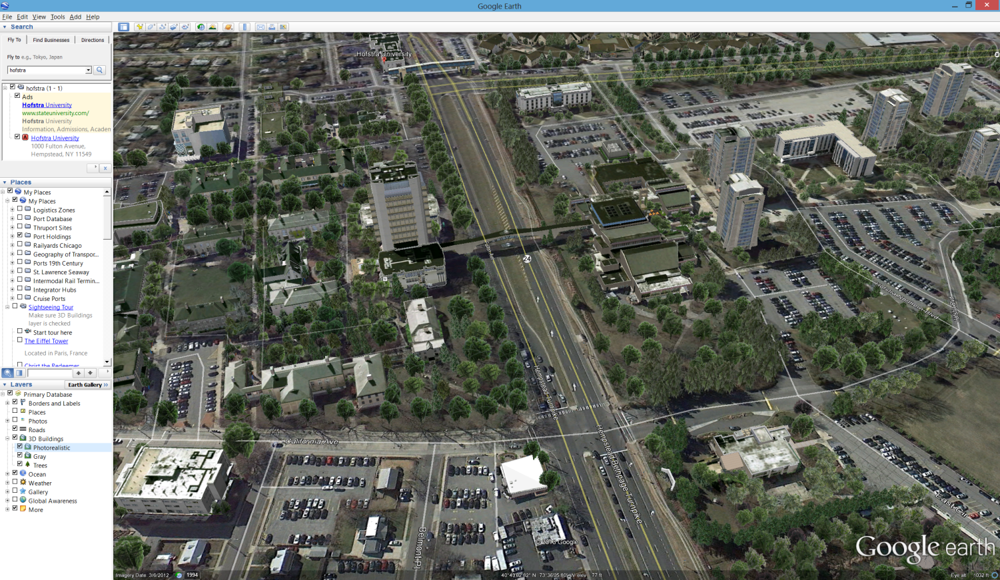 Google Earth
File Edit View Tools Add Help
Search
Fly To Find Businesses Directions
Fly to e.g., Tokyo, Japan
hofstra
hofstra (1 - 1)
Ads
Hofstra University
www.stateuniversity.com/
Hofstra University
Information, Admissions, Academ
A Hofstra University
1000 Fulton Avenue,
Hempstead, NY 11549
Places
My Places
My Places
Logistics Zones
Port Database
Thruport Sites
Port Holdings
Railyards Chicago
Geography of Transpor...
Ports 19th Century
St. Lawrence Seaway
Intermodal Rail Termin...
Integrator Hubs
Cruise Ports
Sightseeing Tour
Make sure 3D Buildings
layer is checked
Start tour here
The Eiffel Tower
Located in Paris, France
Christ the Redeemer
Layers Earth Gallery »
Primary Database
Borders and Labels
Places
Photos
Roads
3D Buildings
Photorealistic
Gray
Trees
Ocean
Weather
Gallery
Global Awareness
More
Hofstra University
24
Hempstead Turnpike
California Ave
Hempstead Bethpage Turnpike
Belmont Pl
East Cir
© 2013 Google
Google earth
Imagery Date: 3/6/2012 1994
40°43'02.82" N 73°36'05.80" W elev 77 ft
Eye alt 1032 ft